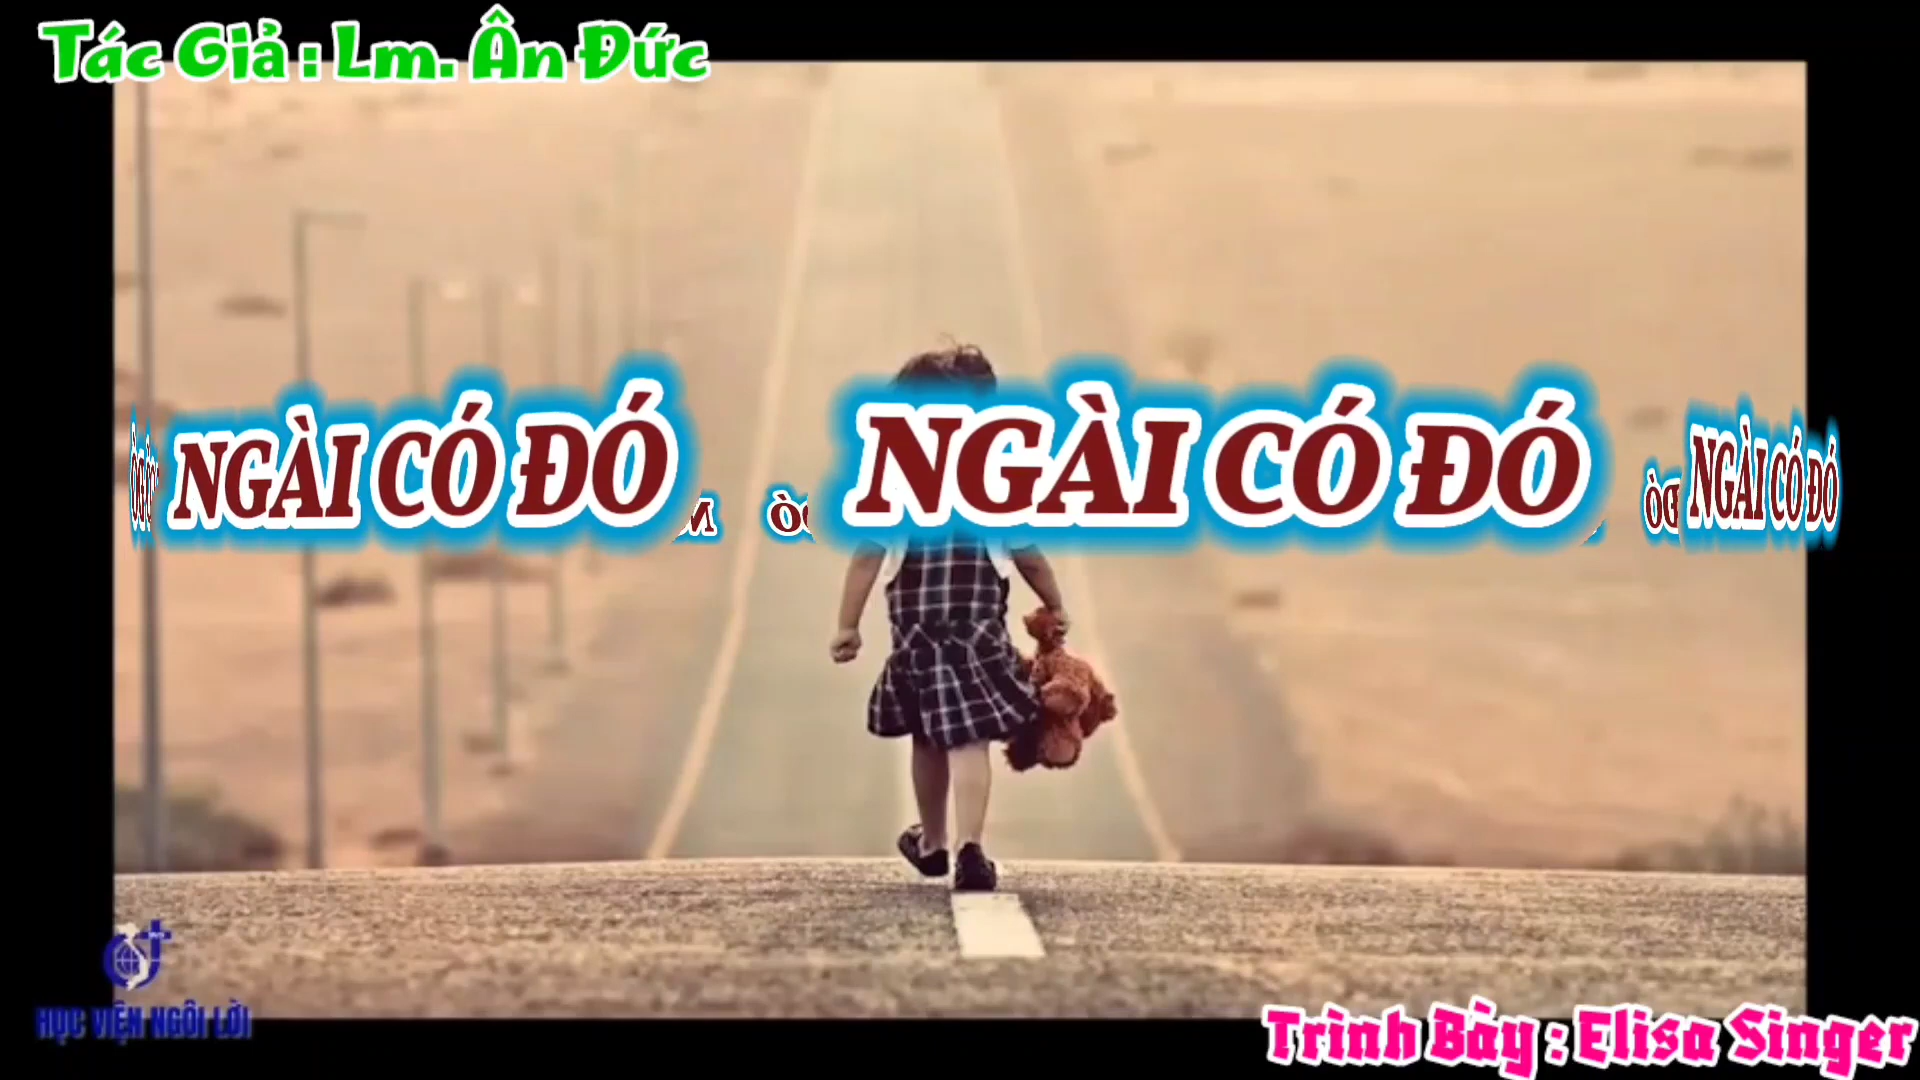 Tác Giả : Lm. Ân Đức
NGÀI CÓ ĐÓ NGÀI CÓ ĐÓ NGÀI CÓ ĐÓ
HỌC VIỆN NGÔI LỜI
Trình Bày : Elisa Singer